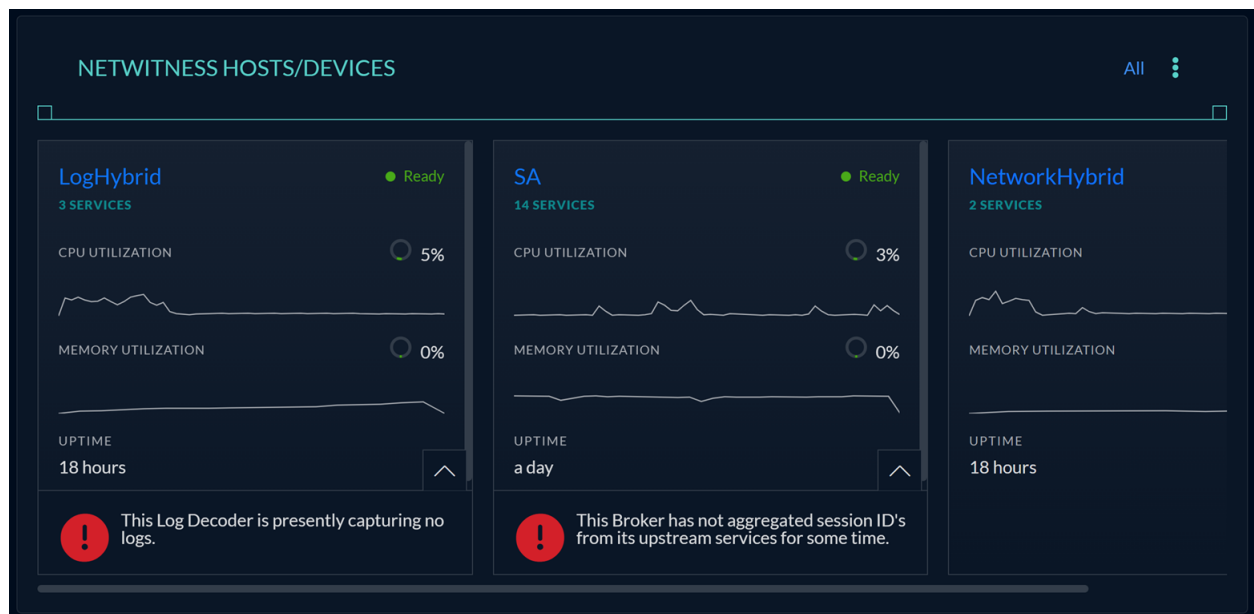 NETWITNESS HOSTS/DEVICES
All
LogHybrid
Ready
3 SERVICES
CPU UTILIZATION
5%
MEMORY UTILIZATION
0%
UPTIME
18 hours
This Log Decoder is presently capturing no
logs.
SA
Ready
14 SERVICES
CPU UTILIZATION
3%
MEMORY UTILIZATION
0%
UPTIME
a day
This Broker has not aggregated session ID's
from its upstream services for some time.
NetworkHybrid
2 SERVICES
CPU UTILIZATION
MEMORY UTILIZATION
UPTIME
18 hours